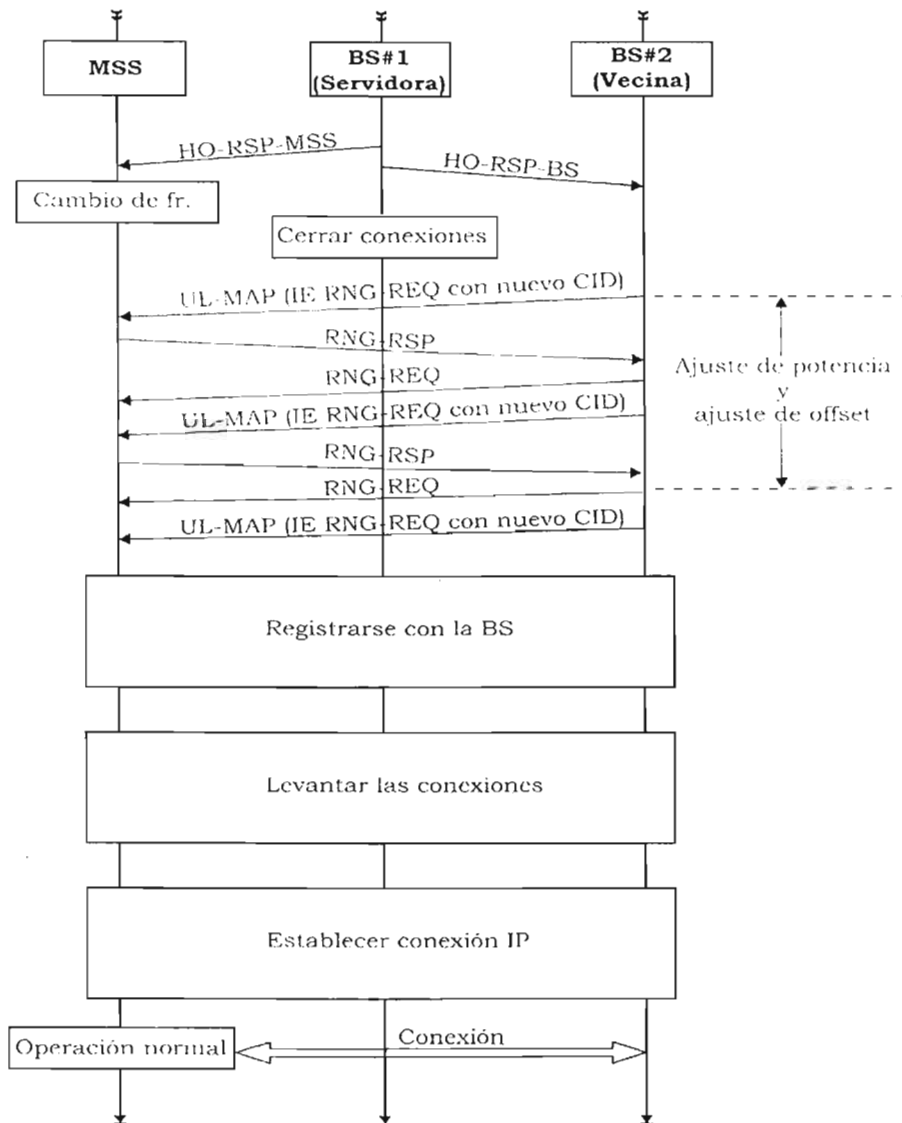 MSS
BS#1
(Servidora)
BS#2
(Vecina)
HO-RSP-MSS
HO-RSP-BS
Cambio de fr.
Cerrar conexiones
UL-MAP (IE RNG-REQ con nuevo CID)
RNG-RSP
RNG-REQ
UL-MAP (IE RNG-REQ con nuevo CID)
RNG-RSP
RNG-REQ
UL-MAP (IE RNG-REQ con nuevo CID)
Ajuste de potencia
y
ajuste de offset
Registrarse con la BS
Levantar las conexiones
Establecer conexión IP
Operación normal
Conexión